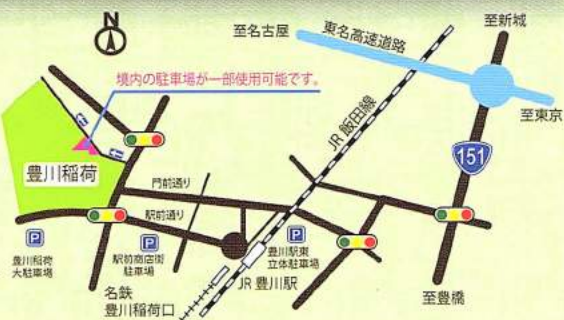 N
至新城
至名古屋
東名高速道路
境内の駐車場が一部使用可能です。
JR 飯田線
至東京
151
豊川稲荷
門前通り
駅前通り
P
豊川稲荷
大駐車場
P
駅前商店街
駐車場
P
豊川駅東
立体駐車場
JR 豊川駅
名鉄
豊川稲荷口
至豊橋